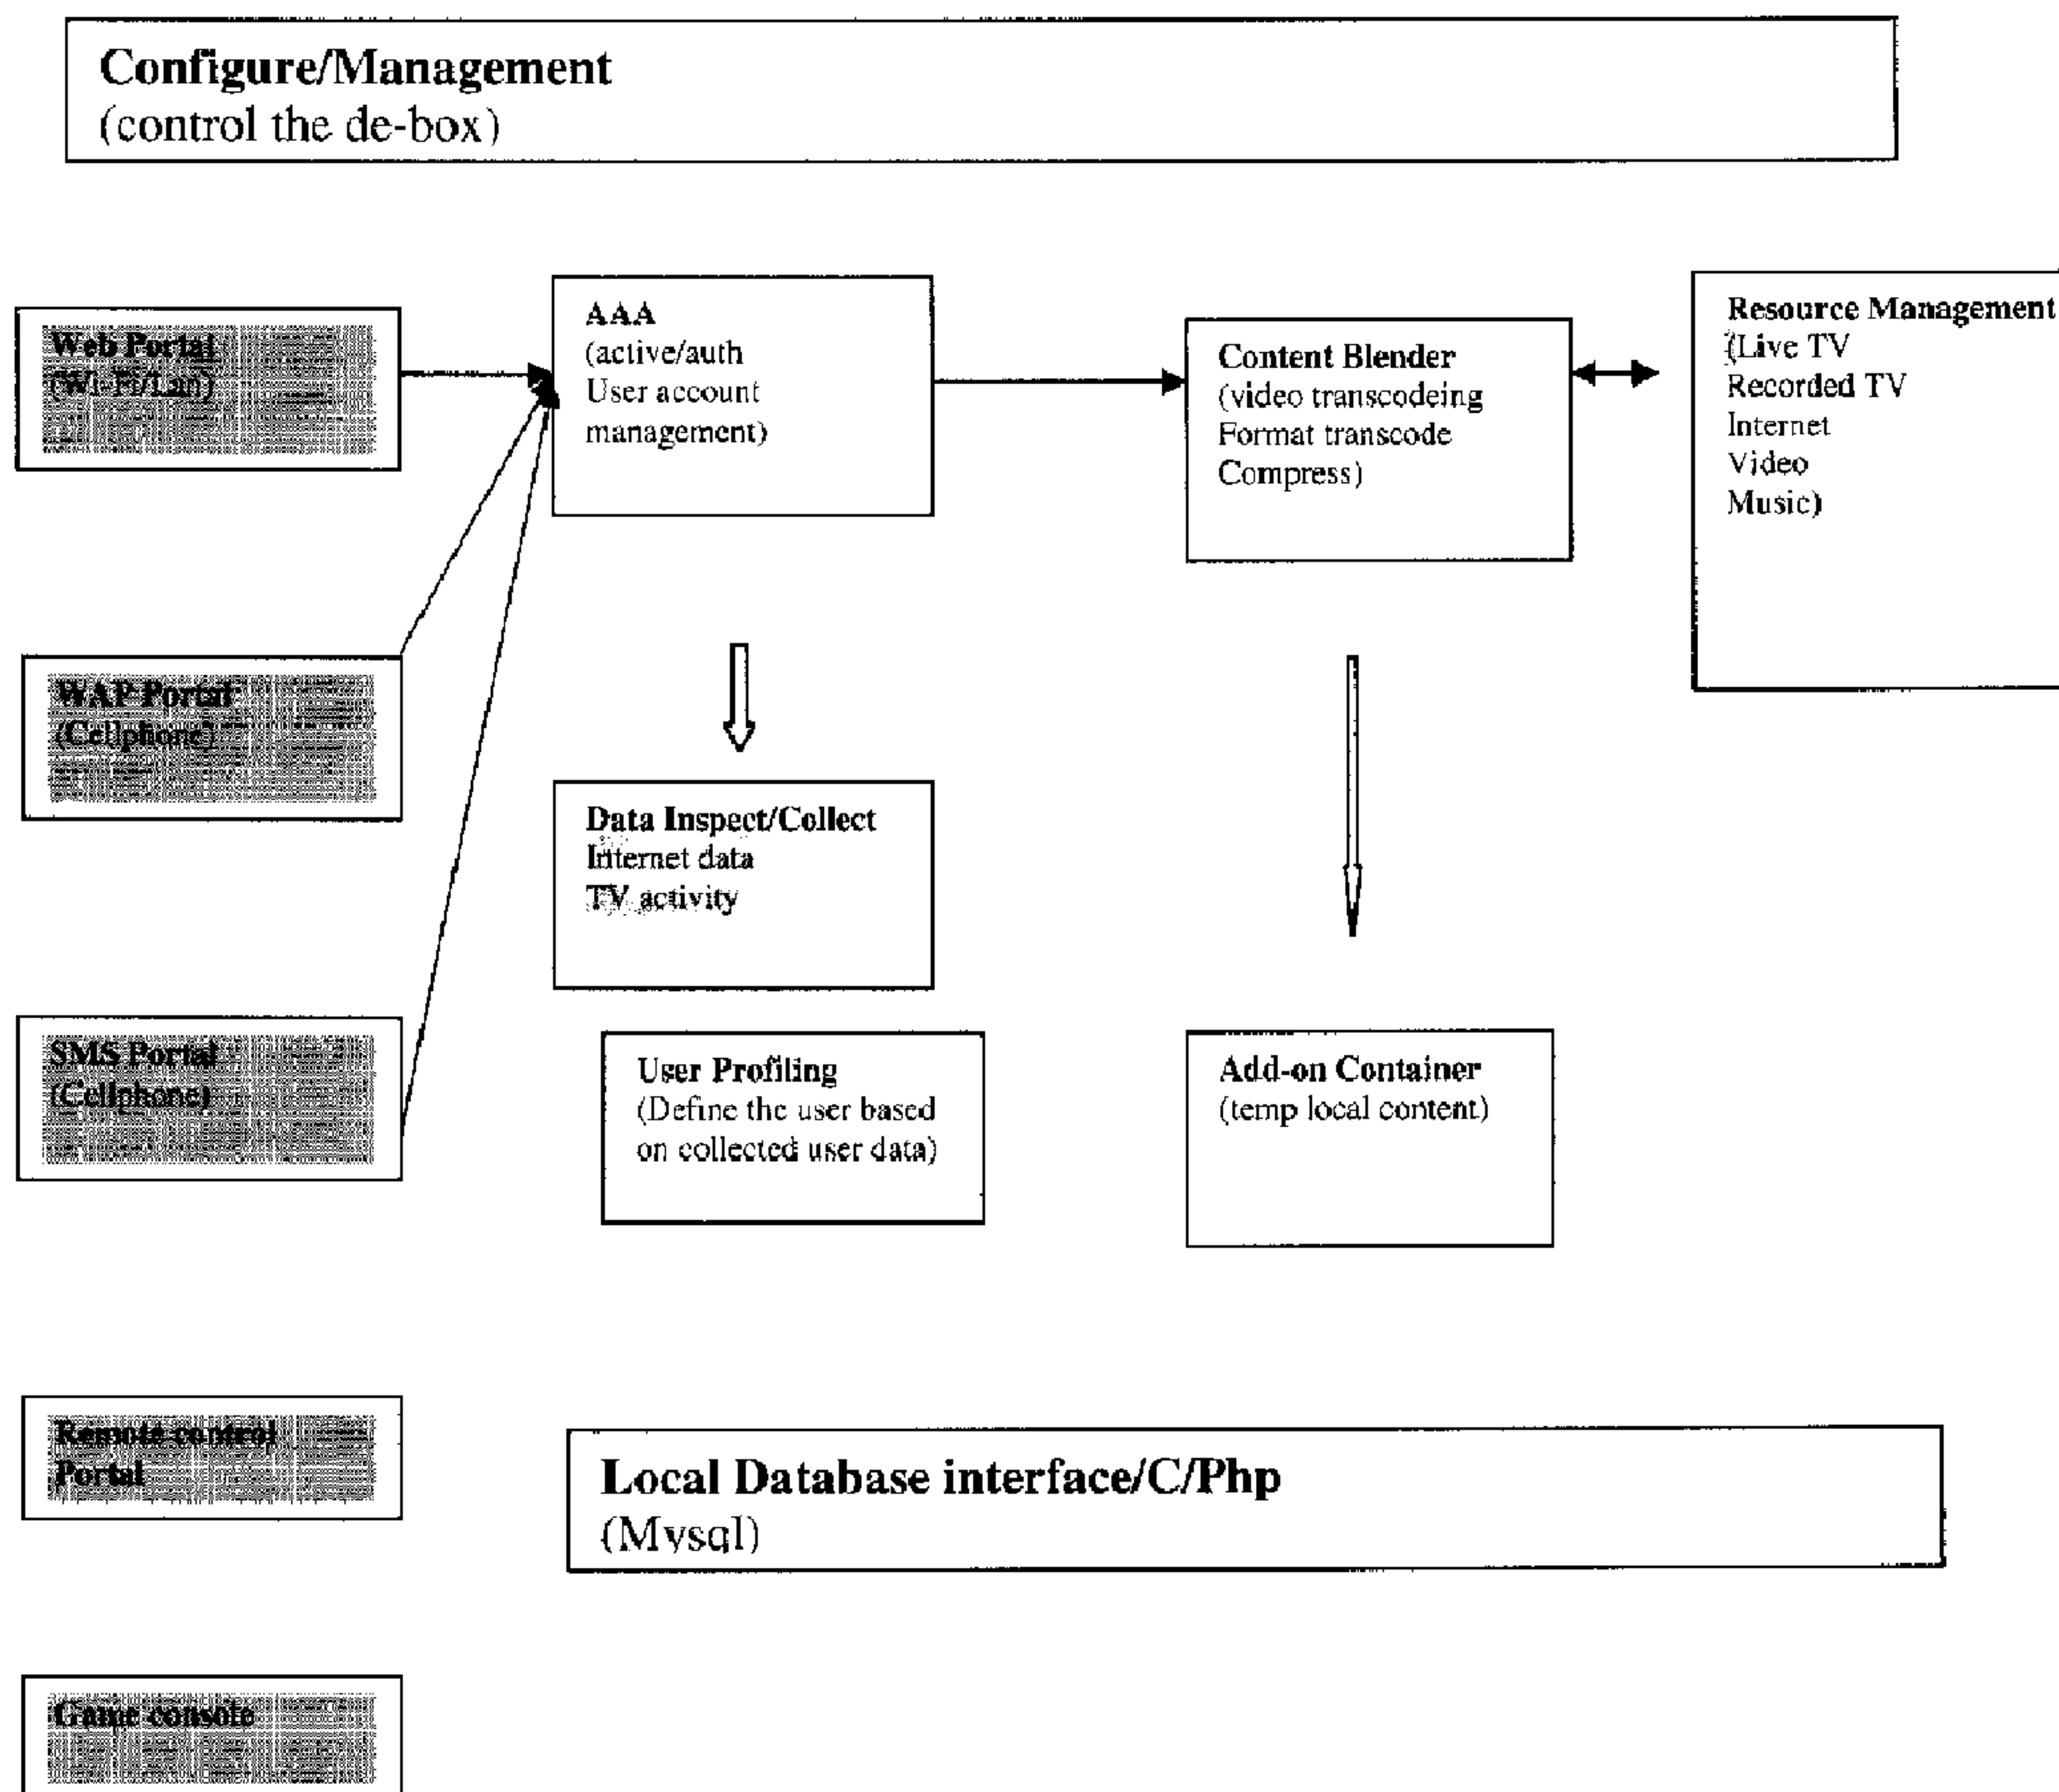 Configure/Management
(control the de-box)
Web Portal
(Wi-Fi/Lan)
AAA
(active/auth
User account
management)
Content Blender
(video transcodeing
Format transcode
Compress)
Resource Management
(Live TV
Recorded TV
Internet
Video
Music)
WAP Portal
(Cellphone)
Data Inspect/Collect
Internet data
TV activity
SMS Portal
(Cellphone)
User Profiling
(Define the user based
on collected user data)
Add-on Container
(temp local content)
Remote control
Portal
Local Database interface/C/Php
(Mysql)
Game console